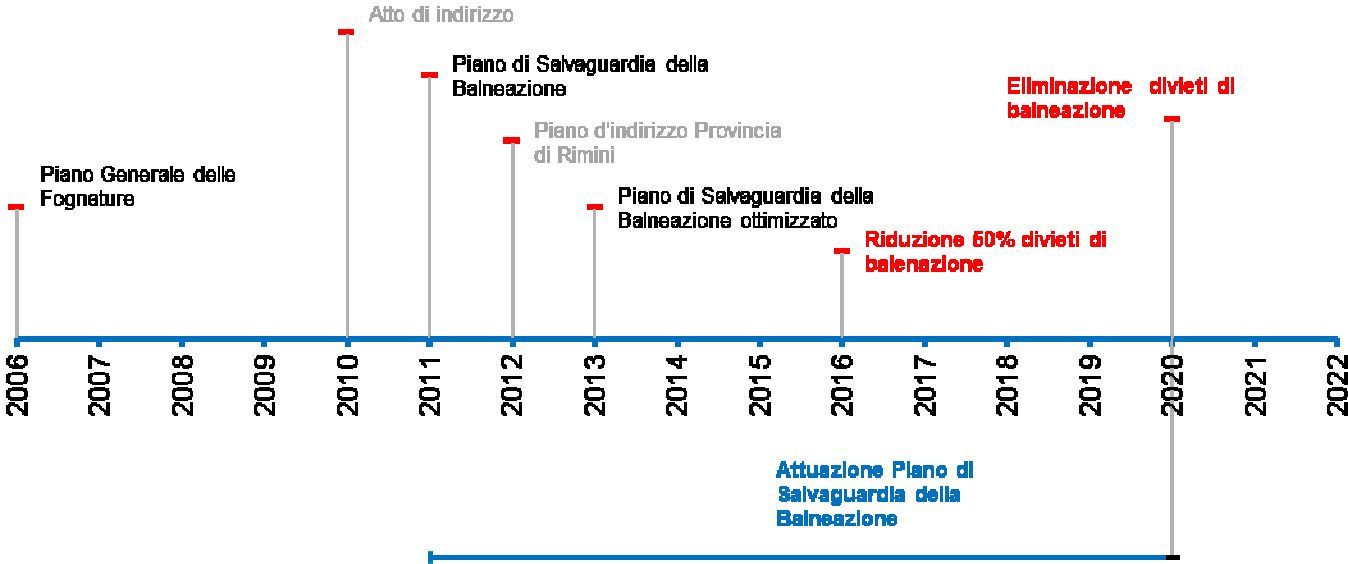 Atto di indirizzo
Piano di Salvaguardia della
Balneazione
Eliminazione divieti di
balneazione
Piano d'indirizzo Provincia
di Rimini
Piano Generale delle
Fognature
Piano di Salvaguardia della
Balneazione ottimizzato
Riduzione 50% divieti di
balenazione
2006 2007 2008 2009 2010 2011 2012 2013 2014 2015 2016 2017 2018 2019 2020 2021 2022
Attuazione Piano di
Salvaguardia della
Balneazione